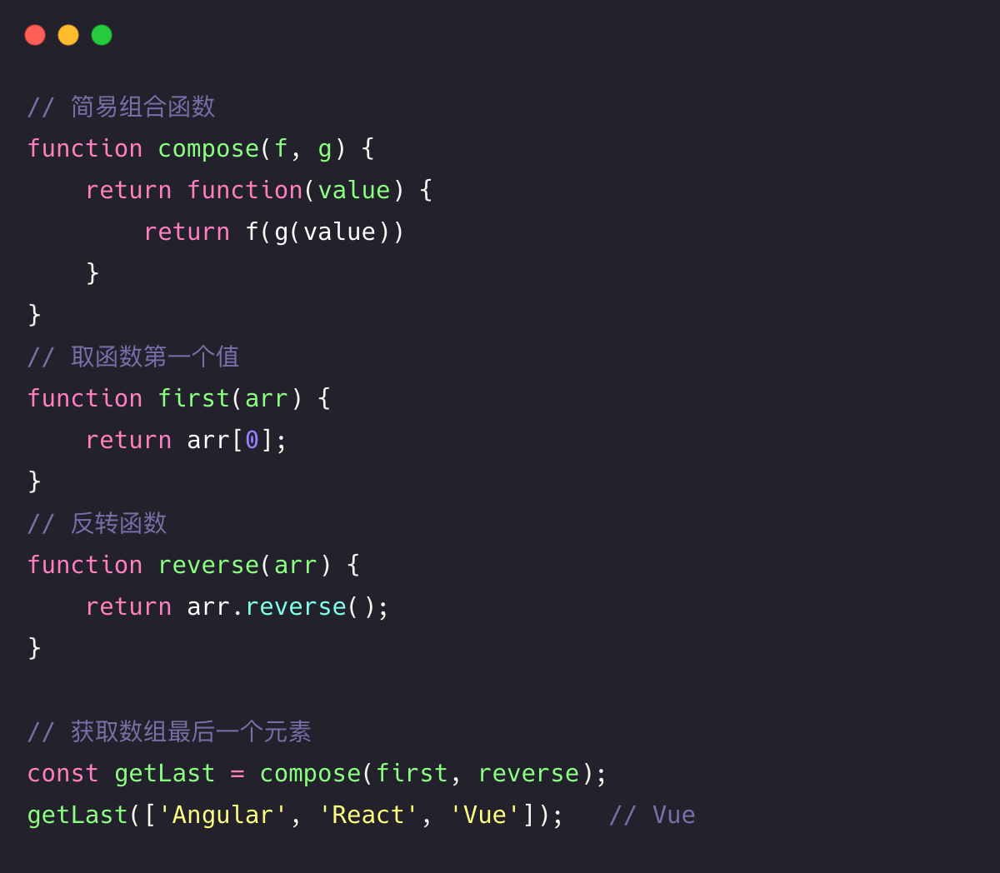 // 简易组合函数
function compose(f, g) {
    return function(value) {
        return f(g(value))
    }
}
// 取函数第一个值
function first(arr) {
    return arr[0];
}
// 反转函数
function reverse(arr) {
    return arr.reverse();
}

// 获取数组最后一个元素
const getLast = compose(first, reverse);
getLast(['Angular', 'React', 'Vue']);   // Vue